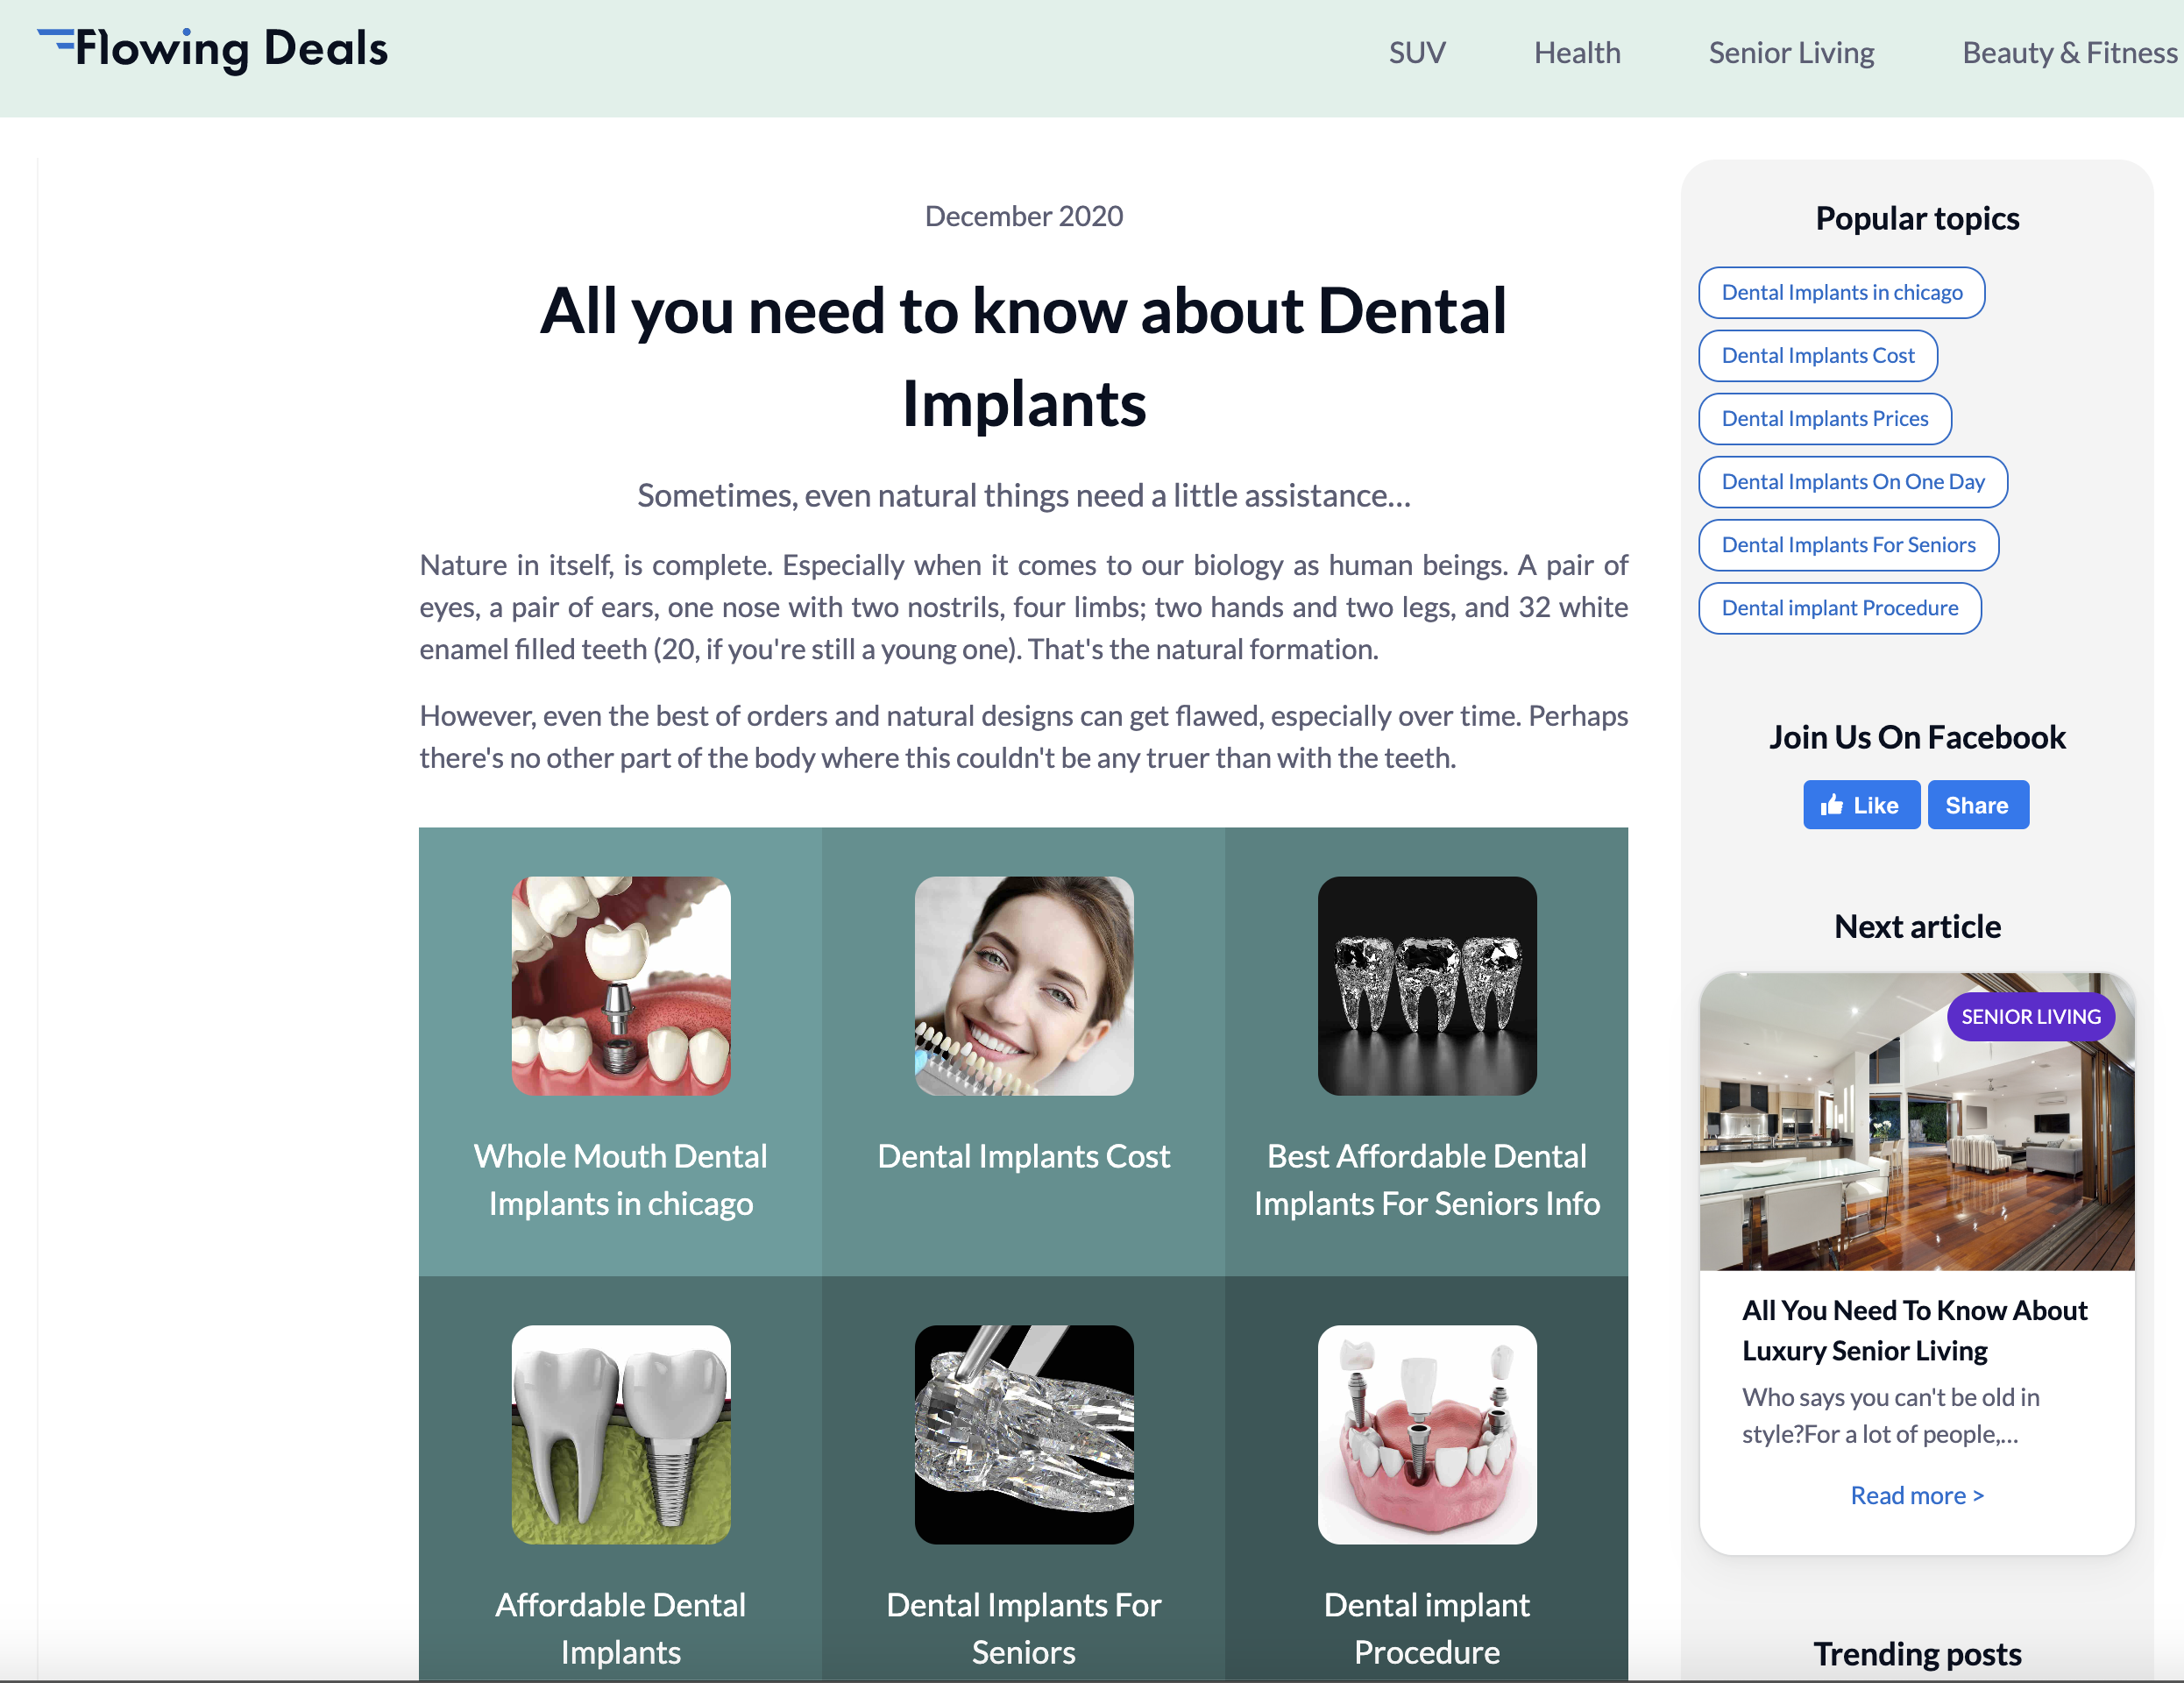 Flowing Deals
SUV
Health
Senior Living
Beauty & Fitness
December 2020
All you need to know about Dental
Implants
Sometimes, even natural things need a little assistance...
Nature in itself, is complete. Especially when it comes to our biology as human beings. A pair of
eyes, a pair of ears, one nose with two nostrils, four limbs; two hands and two legs, and 32 white
enamel filled teeth (20, if you're still a young one). That's the natural formation.
However, even the best of orders and natural designs can get flawed, especially over time. Perhaps
there's no other part of the body where this couldn't be any truer than with the teeth.
Whole Mouth Dental
Implants in chicago
Dental Implants Cost
Best Affordable Dental
Implants For Seniors Info
Affordable Dental
Implants
Dental Implants For
Seniors
Dental implant
Procedure
Popular topics
Dental Implants in chicago
Dental Implants Cost
Dental Implants Prices
Dental Implants On One Day
Dental Implants For Seniors
Dental implant Procedure
Join Us On Facebook
Like
Share
Next article
SENIOR LIVING
All You Need To Know About
Luxury Senior Living
Who says you can't be old in
style?For a lot of people,...
Read more >
Trending posts